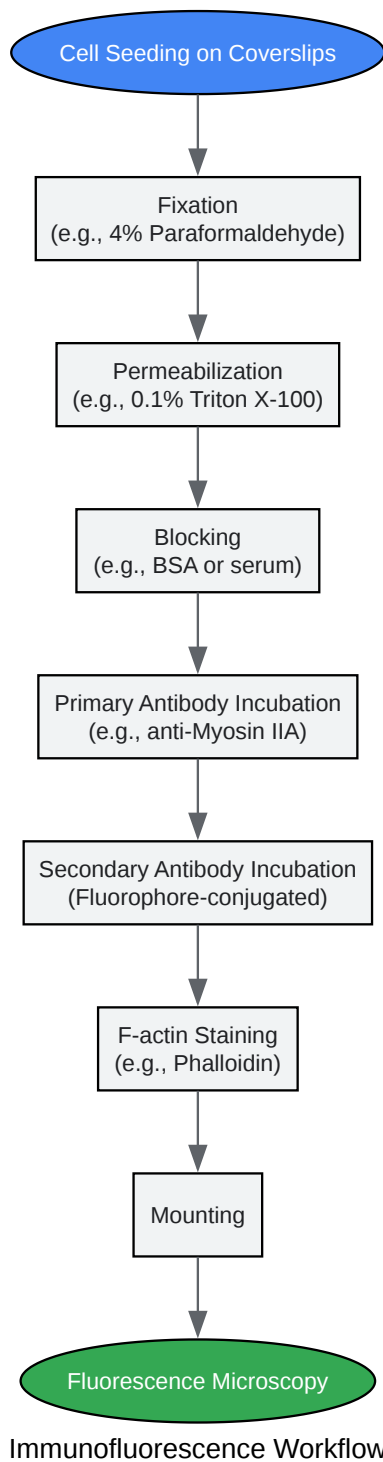 Cell Seeding on Coverslips
Fixation
(e.g., 4% Paraformaldehyde)
Permeabilization
(e.g., 0.1% Triton X-100)
Blocking
(e.g., BSA or serum)
Primary Antibody Incubation
(e.g., anti-Myosin IIA)
Secondary Antibody Incubation
(Fluorophore-conjugated)
F-actin Staining
(e.g., Phalloidin)
Mounting
Fluorescence Microscopy
Immunofluorescence Workflow